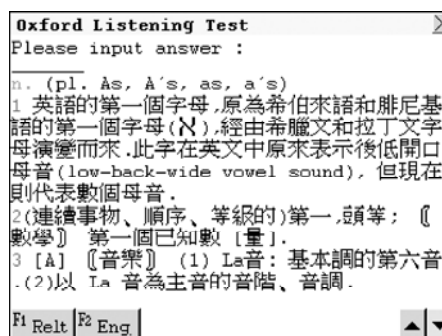 Oxford Listening Test
Please input answer :
n. (pl. As, A's, as, a's)
1 英語的第一個字母,原為希伯來語和腓尼基
語的第一個字母(א),經由希臘文和拉丁文字
母演變而來.此字在英文中原來表示後低開口
母音(low-back-wide vowel sound), 但現在
則代表數個母音.
2(連續事物、順序、等級的)第一,頭等; 〖
數學〗 第一個已知數 [量].
3 [A] 〖音樂〗 (1) La音: 基本調的第六音
.(2)以 La 音為主音的音階、音調.
F1 Relt F2 Eng